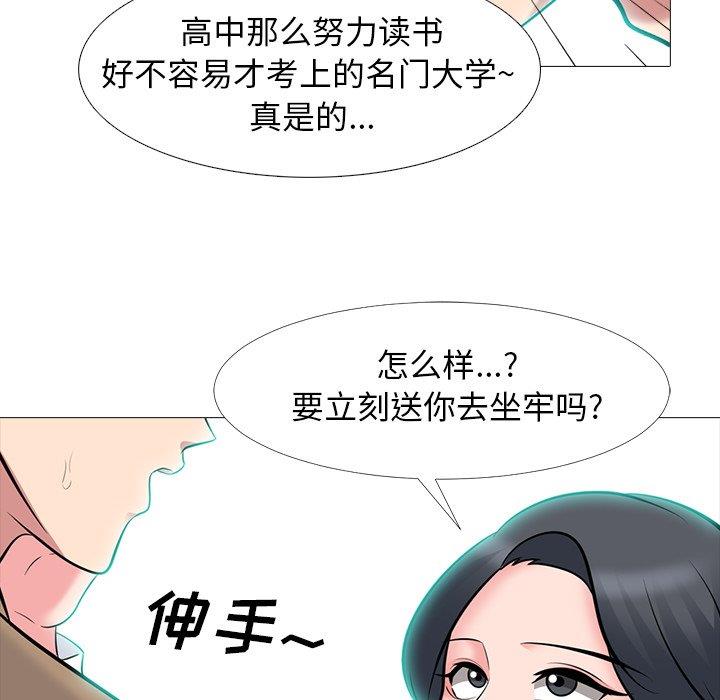 高中那么努力读书
好不容易才考上的名门大学~
真是的...
怎么样...?
要立刻送你去坐牢吗?
伸手~